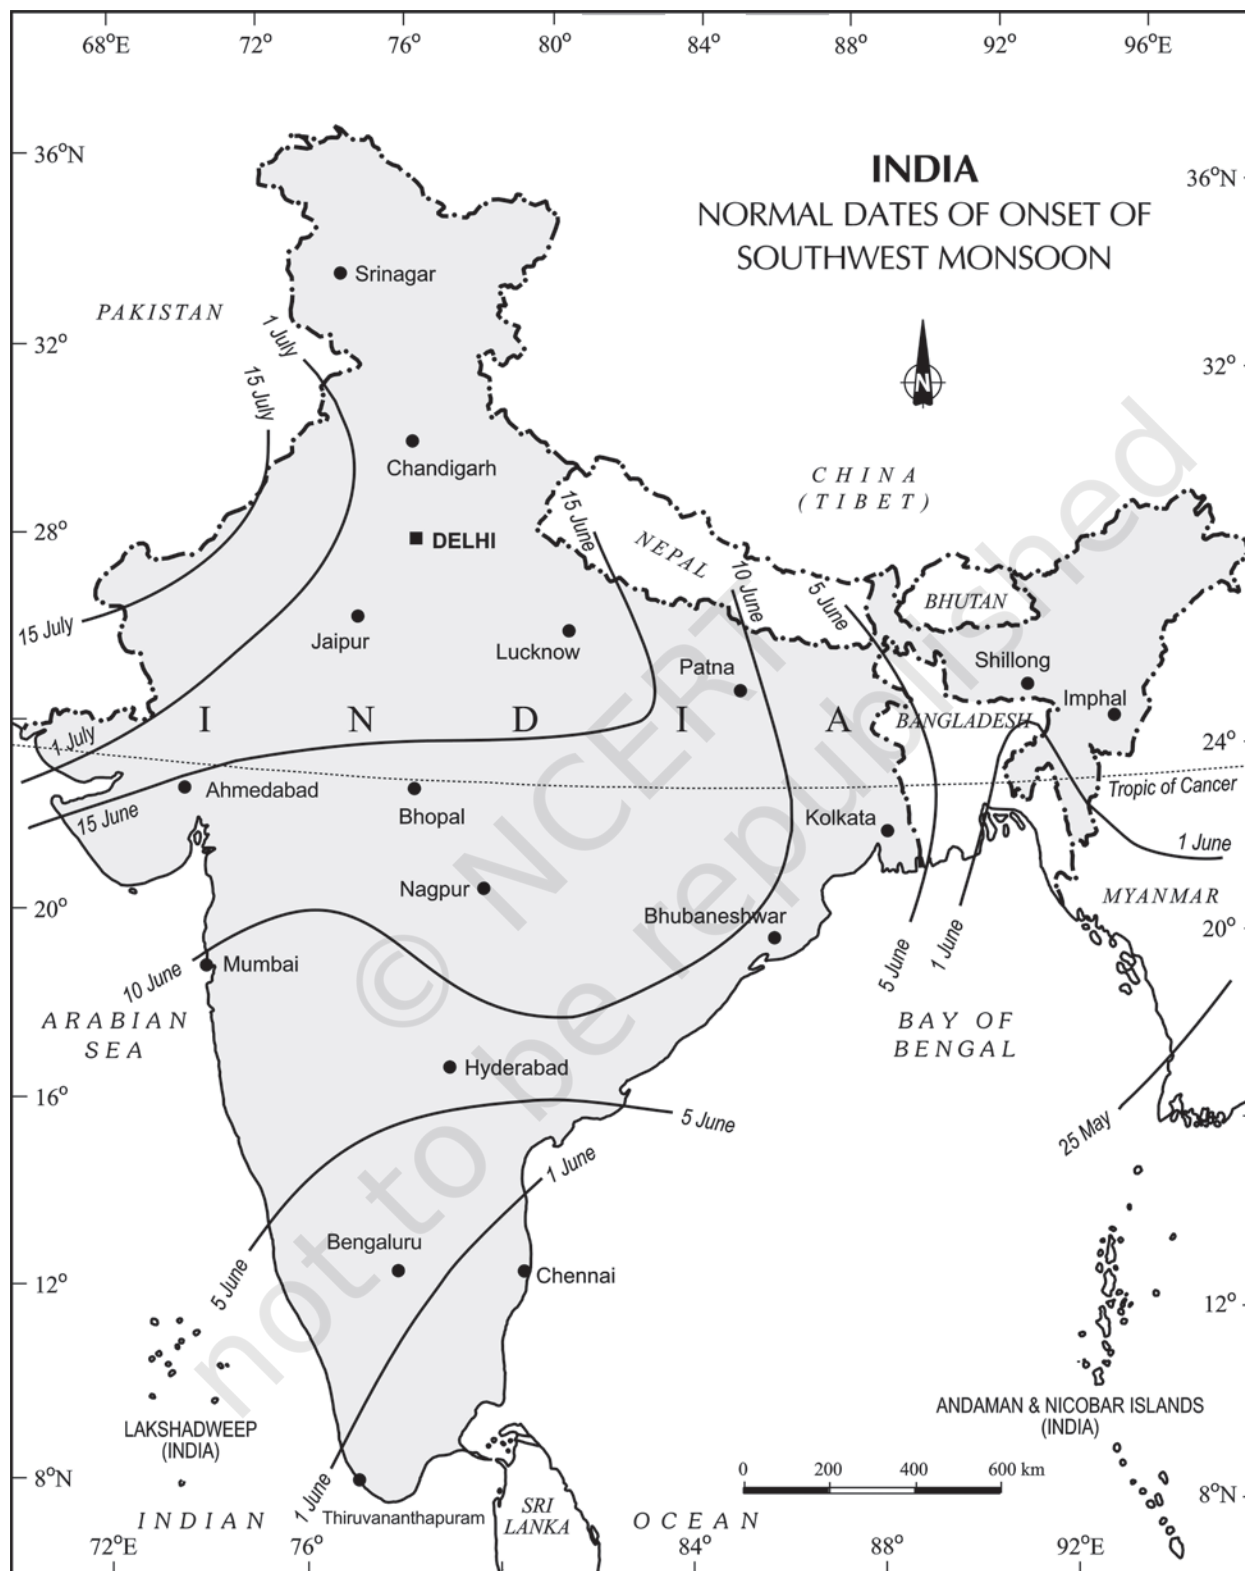 68°E 72° 76° 80° 84° 88° 92° 96°E
36°N
36°N
INDIA
NORMAL DATES OF ONSET OF
SOUTHWEST MONSOON
Srinagar
PAKISTAN
1 July
32°
32°
15 July
N
Chandigarh
CHINA
(TIBET)
15 June
28°
DELHI
NEPAL
10 June
5 June
BHUTAN
15 July
Jaipur
Lucknow
Patna
Shillong
Imphal
I N D I A
BANGLADESH
1 July
24°
Ahmedabad
15 June
Bhopal
Kolkata
Tropic of Cancer
1 June
Nagpur
MYANMAR
20°
Bhubaneshwar
20°
Mumbai
10 June
5 June
1 June
ARABIAN
SEA
BAY OF
BENGAL
Hyderabad
16°
5 June
25 May
1 June
Bengaluru
5 June
12°
Chennai
12°
LAKSHADWEEP
(INDIA)
ANDAMAN & NICOBAR ISLANDS
(INDIA)
8°N
0 200 400 600 km
8°N
1 June
Thiruvananthapuram
SRI
LANKA
INDIAN OCEAN
72°E 76° 84° 88° 92°E
© NCERT
not to be republished